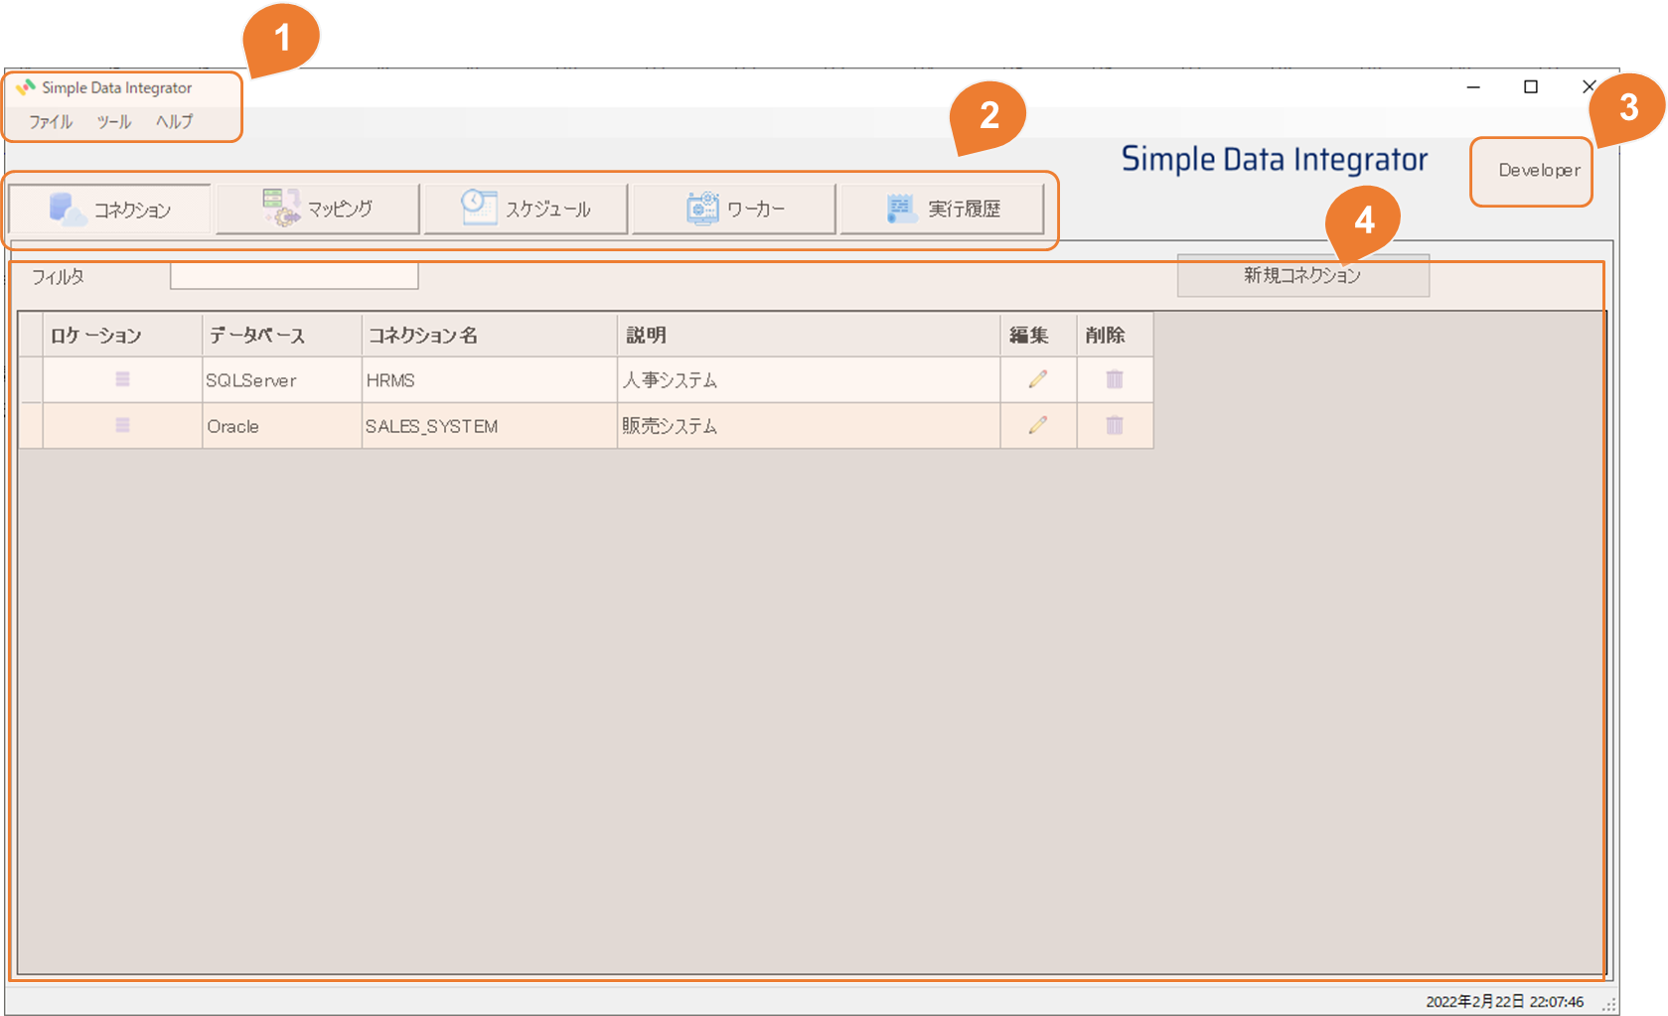 1
Simple Data Integrator
ファイル ツール ヘルプ
2
3
Simple Data Integrator
Developer
コネクション マッピング スケジュール ワーカー 実行履歴
4
フィルタ 新規コネクション
ロケーション データベース コネクション名 説明 編集 削除
SQLServer HRMS 人事システム
Oracle SALES_SYSTEM 販売システム
2022年2月22日 22:07:46